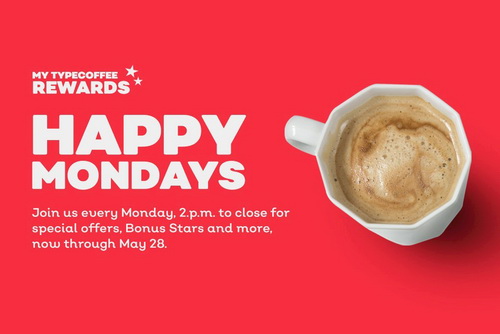 MY TYPECOFFEE
REWARDS
HAPPY
MONDAYS
Join us every Monday, 2.p.m. to close for
special offers, Bonus Stars and more,
now through May 28.